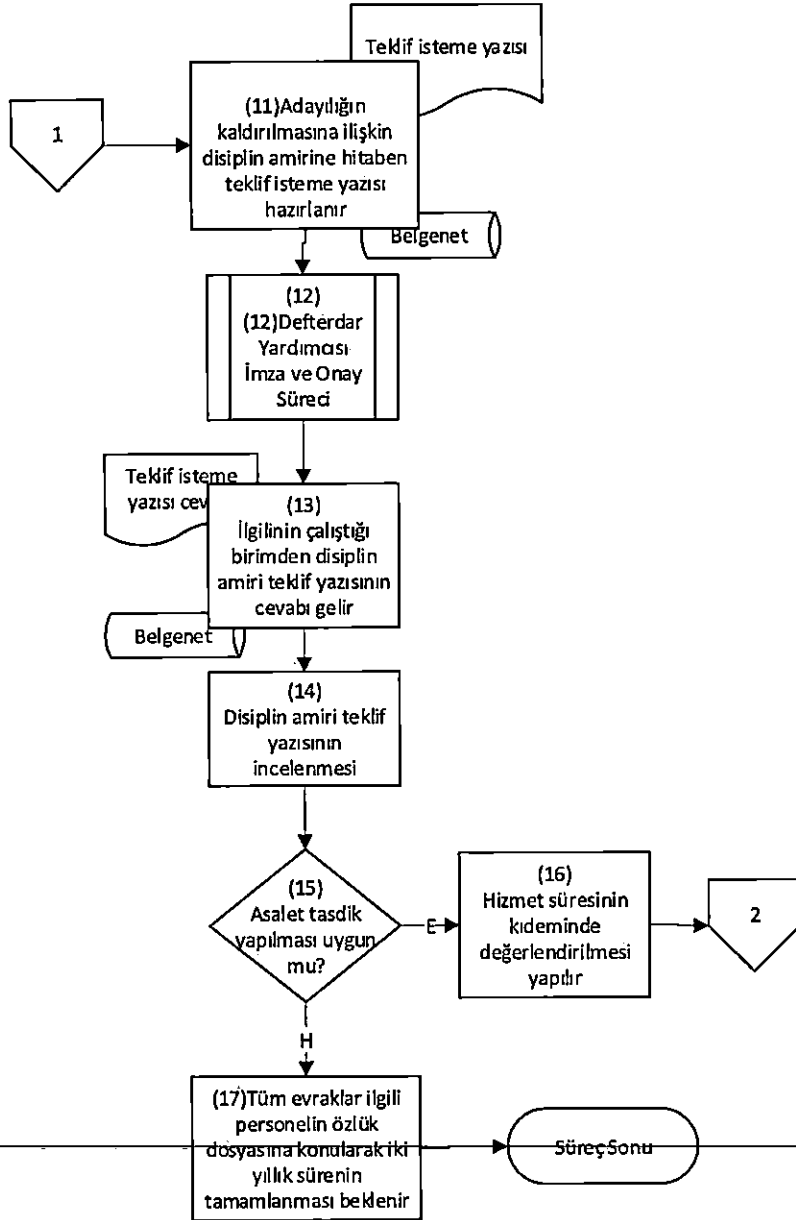 Teklif isteme yazısı
1
(11)Adaylığın
kaldırılmasına ilişkin
disiplin amirine hitaben
teklif isteme yazısı
hazırlanır
Belgenet
(12)
(12)Defterdar
Yardımcısı
İmza ve Onay
Süreci
Teklif isteme
yazısı cev
(13)
İlgilinin çalıştığı
birimden disiplin
amiri teklif yazısının
cevabı gelir
Belgenet
(14)
Disiplin amiri teklif
yazısının
incelenmesi
(15)
Asalet tasdik
yapılması uygun
mu?
E
(16)
Hizmet süresinin
kıdeminde
değerlendirilmesi
yapılır
2
H
(17)Tüm evraklar ilgili
personelin özlük
dosyasına konularak iki
yıllık sürenin
tamamlanması beklenir
Süreç Sonu